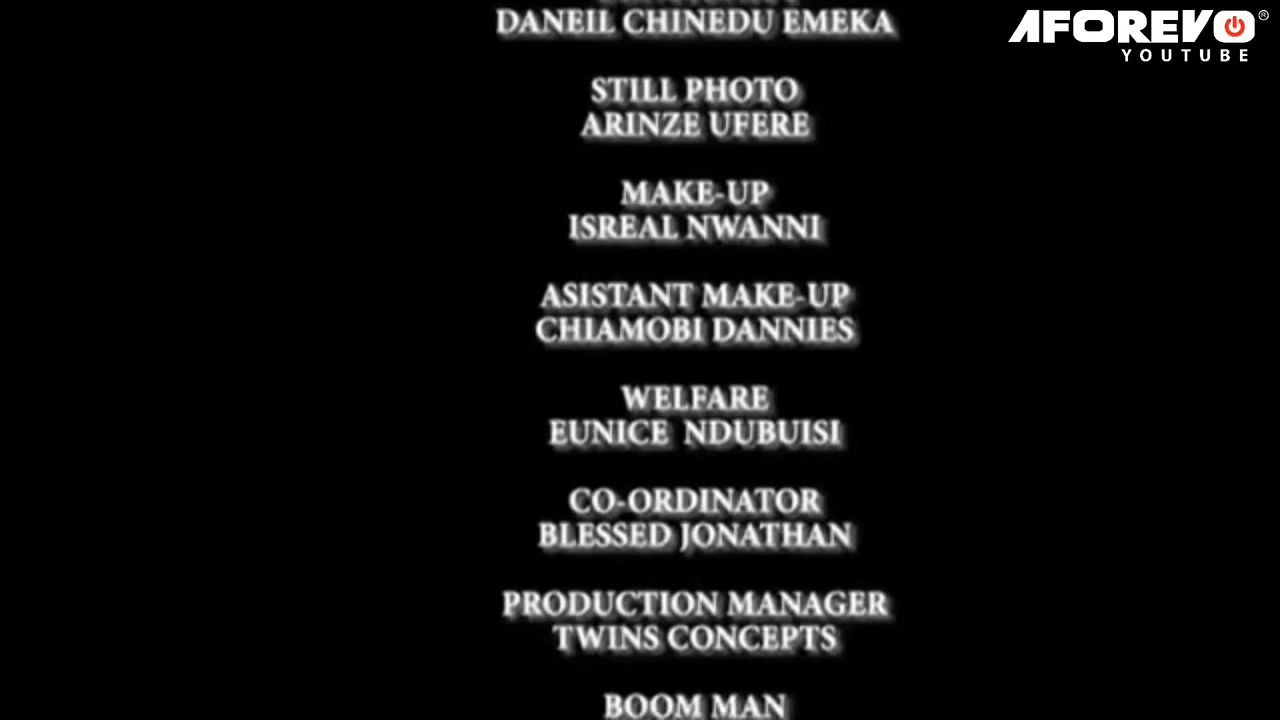 DANEIL CHINEDU EMEKA
STILL PHOTO
ARINZE UFERE
MAKE-UP
ISREAL NWANNI
ASISTANT MAKE-UP
CHIAMOBI DANNIES
WELFARE
EUNICE NDUBUISI
CO-ORDINATOR
BLESSED JONATHAN
PRODUCTION MANAGER
TWINS CONCEPTS
BOOM MAN
AFOREVO®
YOUTUBE